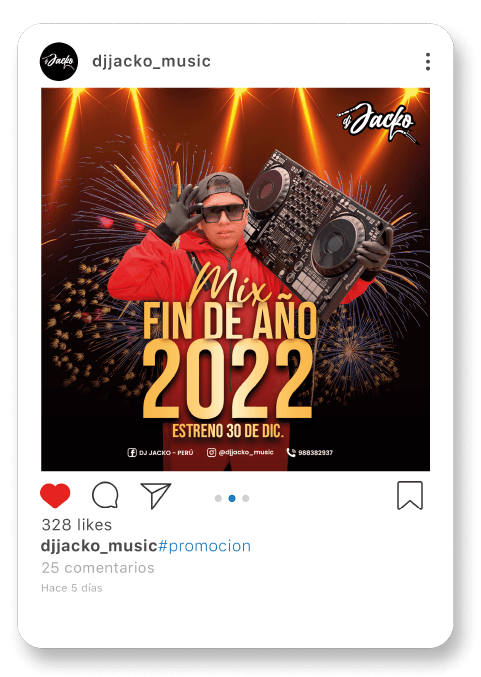 dj Jacko
djjacko_music
dj Jacko
Mix
FIN DE AÑO
2022
ESTRENO 30 DE DIC.
DJ JACKO - PERÚ @djjacko_music 988382937
328 likes
djjacko_music#promocion
25 comentarios
Hace 5 días